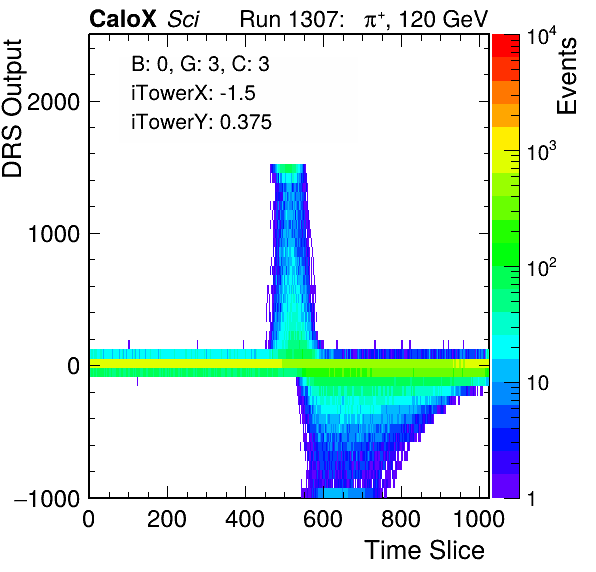 CaloX Sci Run 1307: π⁺, 120 GeV
B: 0, G: 3, C: 3
iTowerX: -1.5
iTowerY: 0.375
DRS Output
2000
1000
0
−1000
0 200 400 600 800 1000
Time Slice
10⁴
10³
10²
10
1
Events